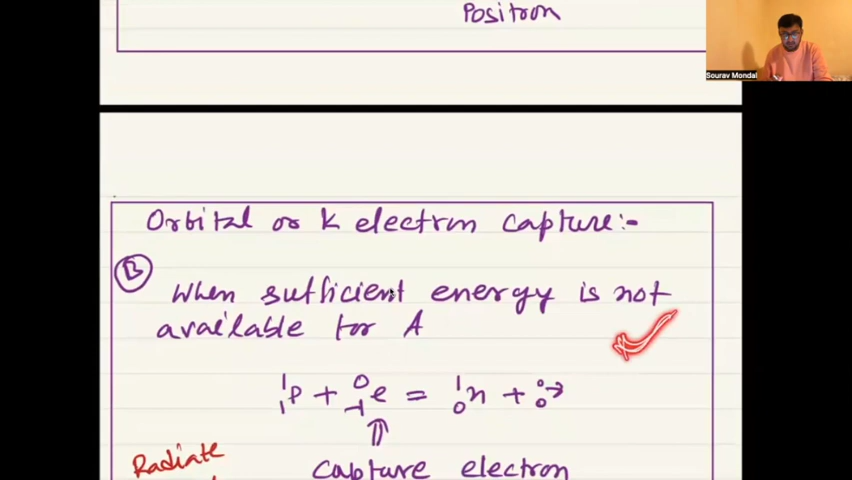 Positron
Sourav Mondal
Orbital or K electron capture:-
B
When sufficient energy is not
available for A
¹₁P + ⁰₋₁e = ¹₀n + ⁰₀ν
Radiate
capture electron